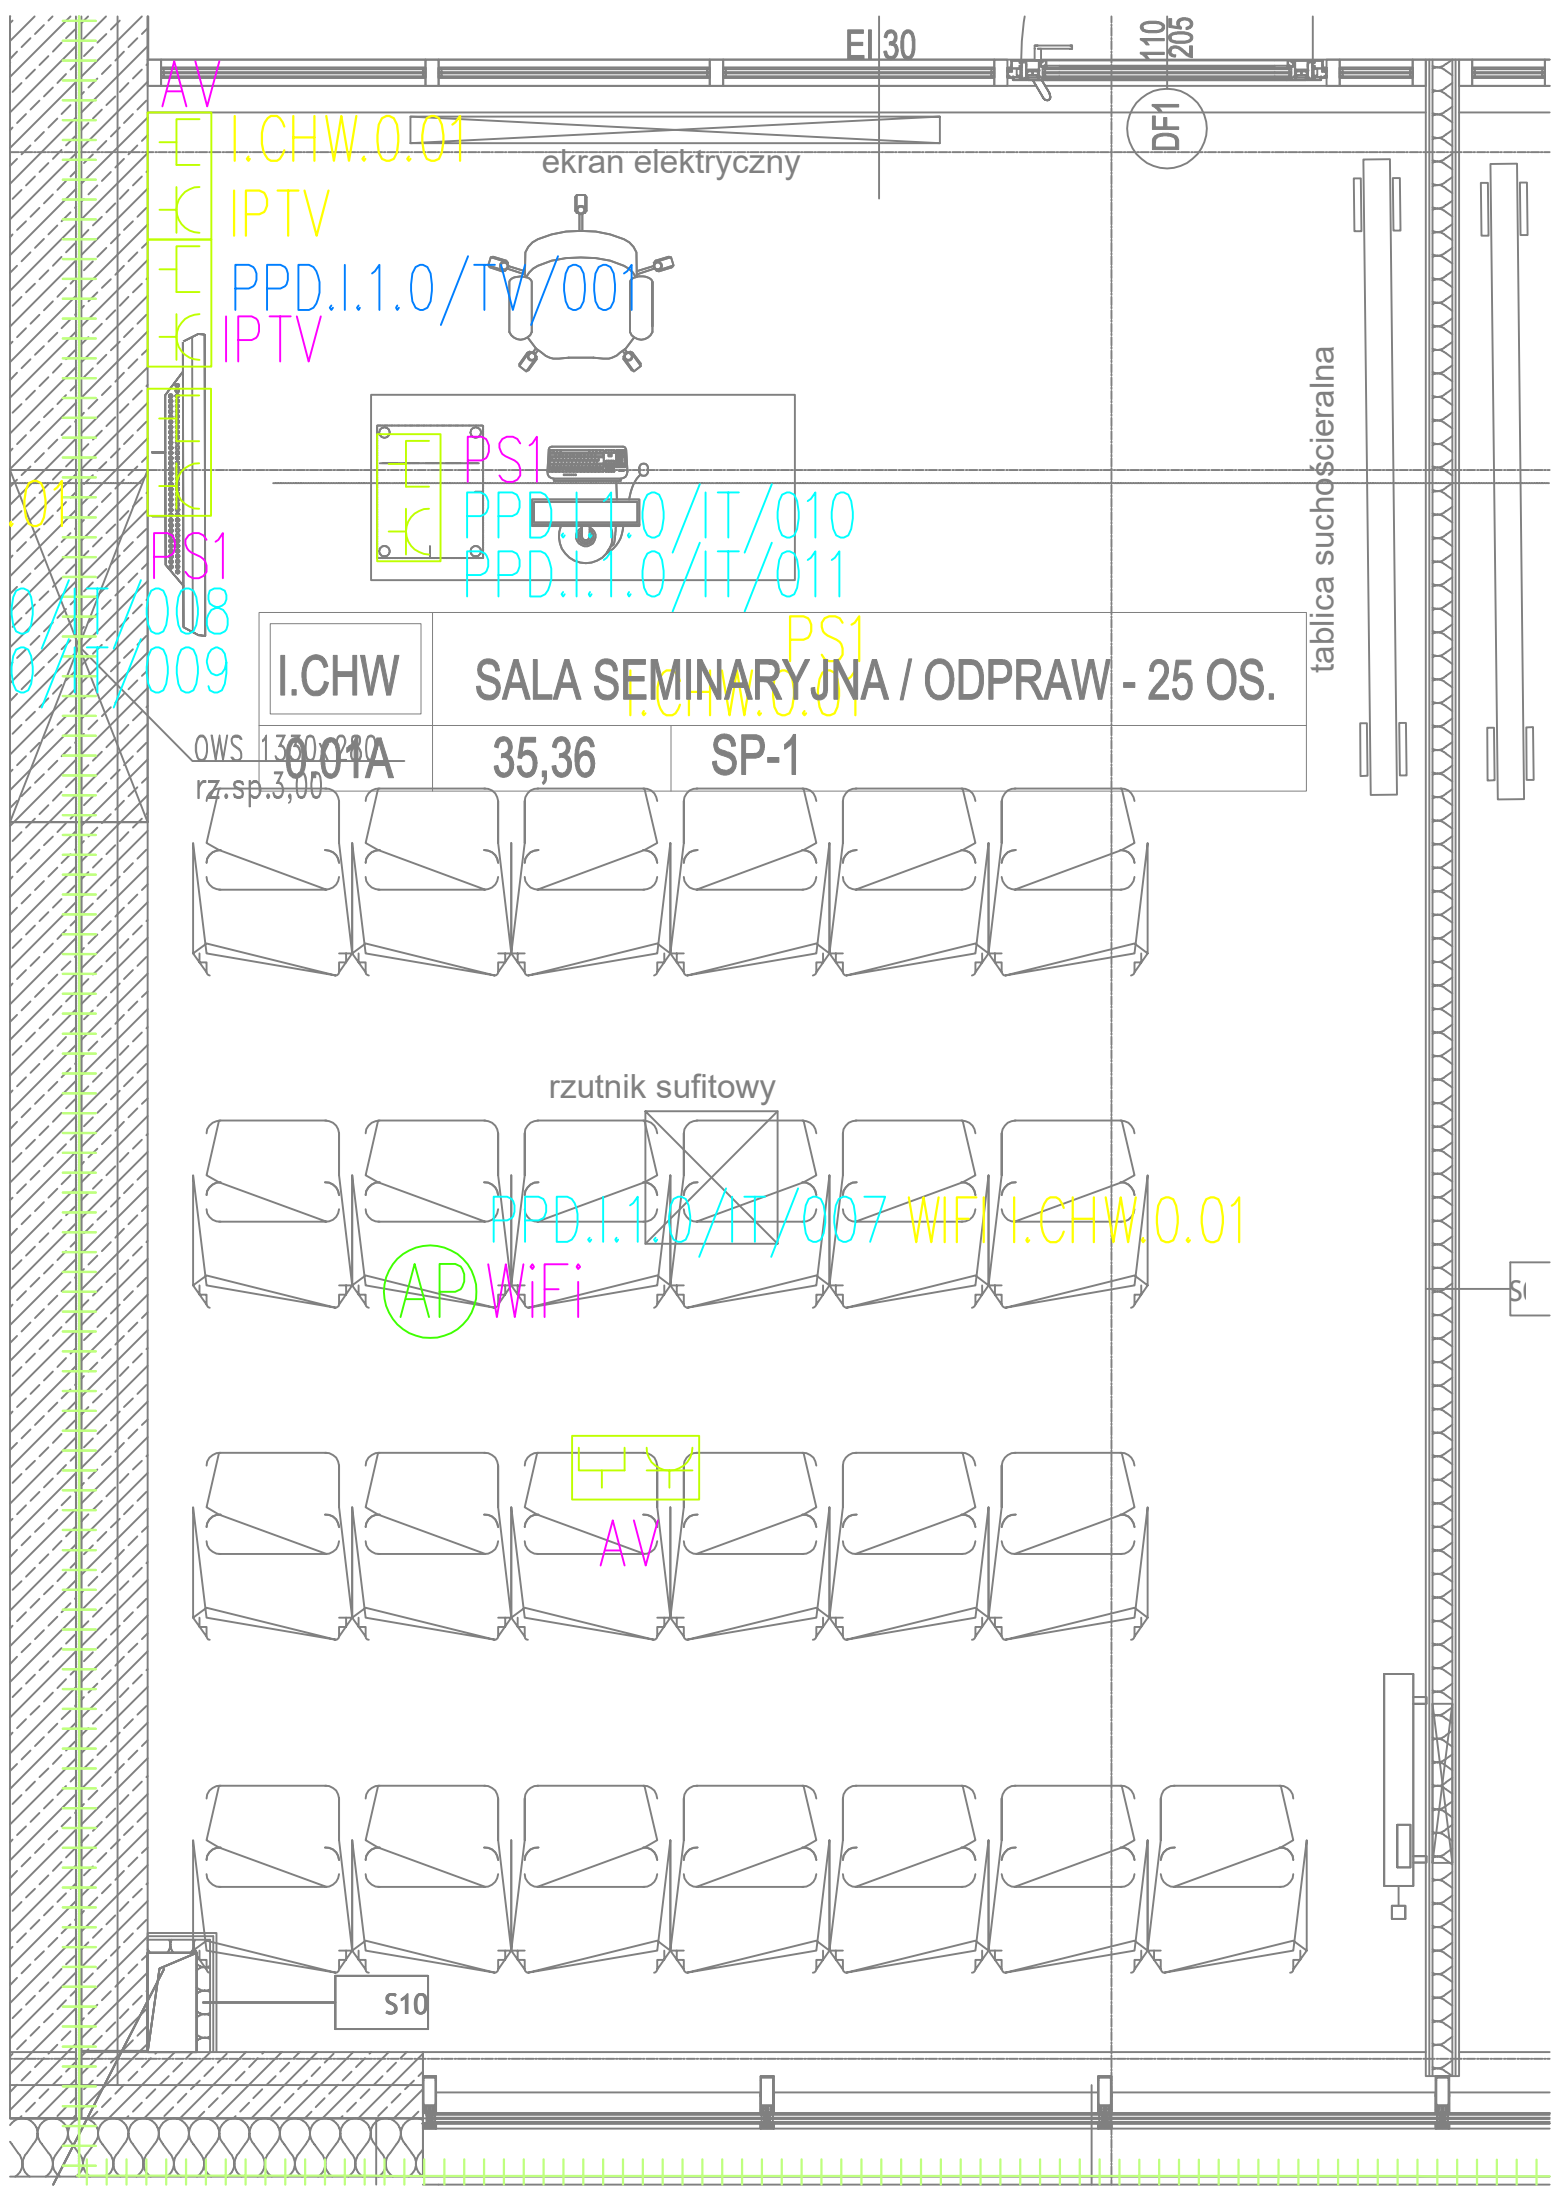 EI 30
110
205
DF1
AV
I.CHW.0.01
ekran elektryczny
IPTV
PPD.I.1.0/TV/001
IPTV
tablica suchościeralna
PS1
.01
PPD.I.1.0/IT/010
PS1
PPD.I.1.0/IT/011
0/IT/008
0/IT/009
PS1
I.CHW
SALA SEMINARYJNA / ODPRAW - 25 OS.
I.CHW.0.01
OWS 1330x280
0.01A
35,36
SP-1
rz.sp.3,00
rzutnik sufitowy
PPD.I.1.0/IT/007 WIFI I.CHW.0.01
AP WiFi
AV
S10